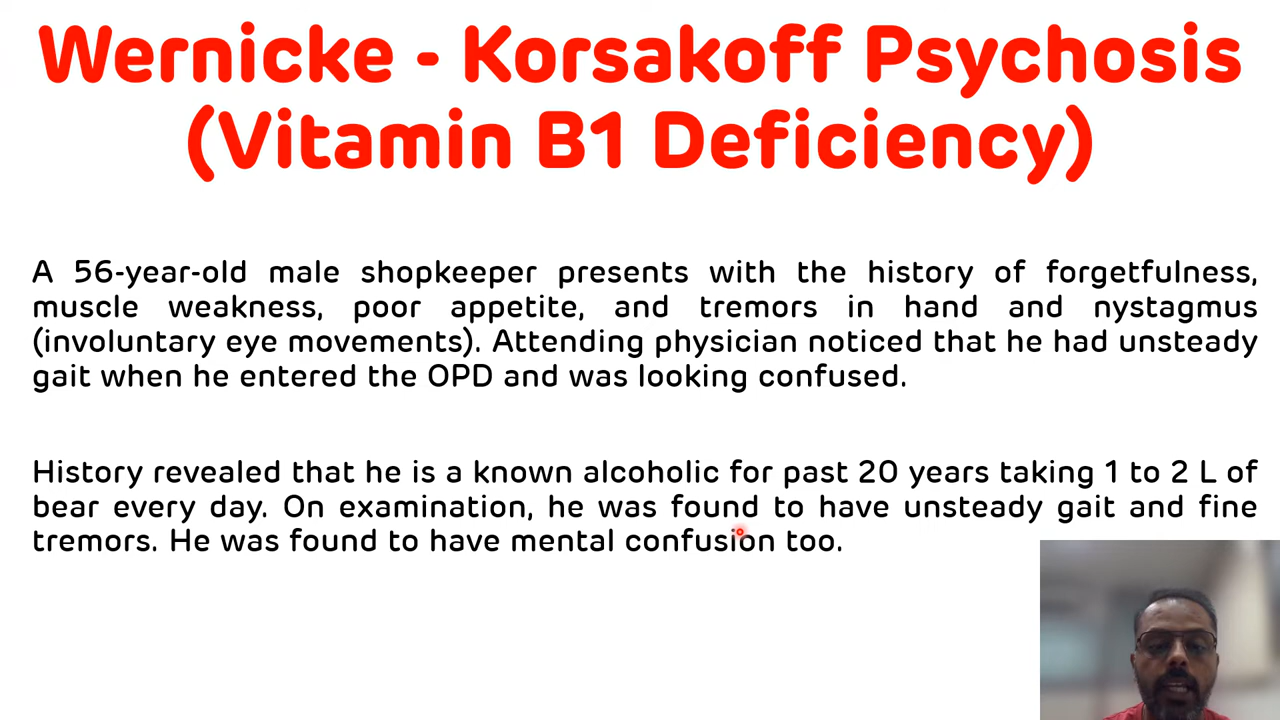 Wernicke - Korsakoff Psychosis
(Vitamin B1 Deficiency)
A 56-year-old male shopkeeper presents with the history of forgetfulness,
muscle weakness, poor appetite, and tremors in hand and nystagmus
(involuntary eye movements). Attending physician noticed that he had unsteady
gait when he entered the OPD and was looking confused.
History revealed that he is a known alcoholic for past 20 years taking 1 to 2 L of
bear every day. On examination, he was found to have unsteady gait and fine
tremors. He was found to have mental confusion too.